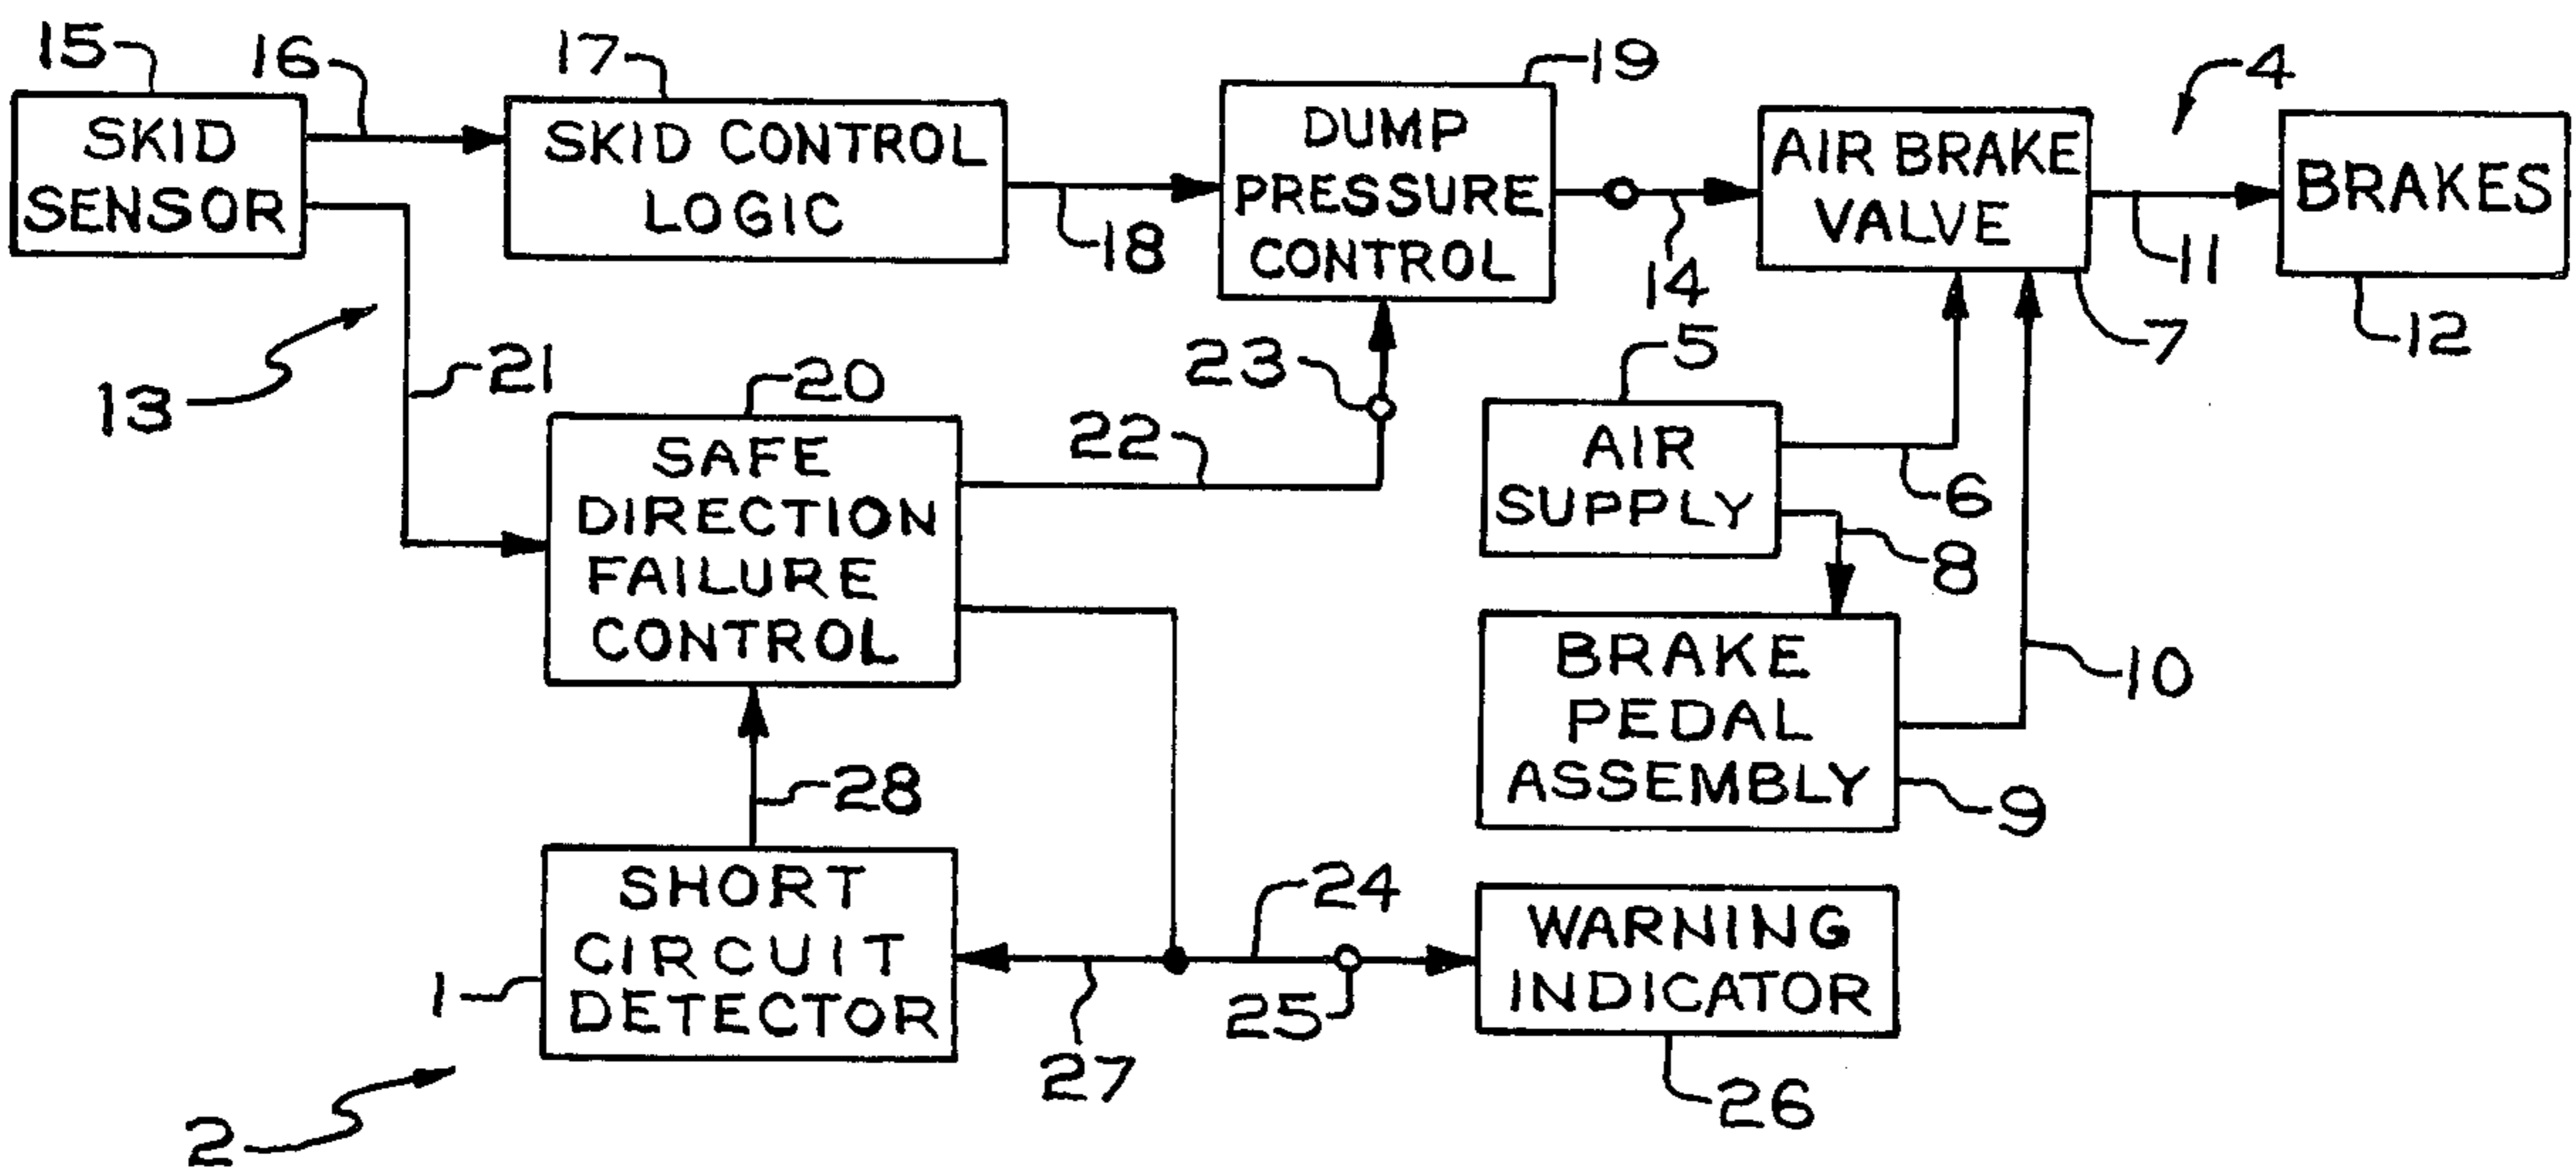 15
16
17
19
4
SKID
SENSOR
SKID CONTROL
LOGIC
DUMP
PRESSURE
CONTROL
AIR BRAKE
VALVE
BRAKES
18
14
11
7
12
13
21
20
23
5
22
SAFE
DIRECTION
FAILURE
CONTROL
AIR
SUPPLY
6
8
BRAKE
PEDAL
ASSEMBLY
10
9
28
SHORT
CIRCUIT
DETECTOR
1
24
25
27
WARNING
INDICATOR
26
2